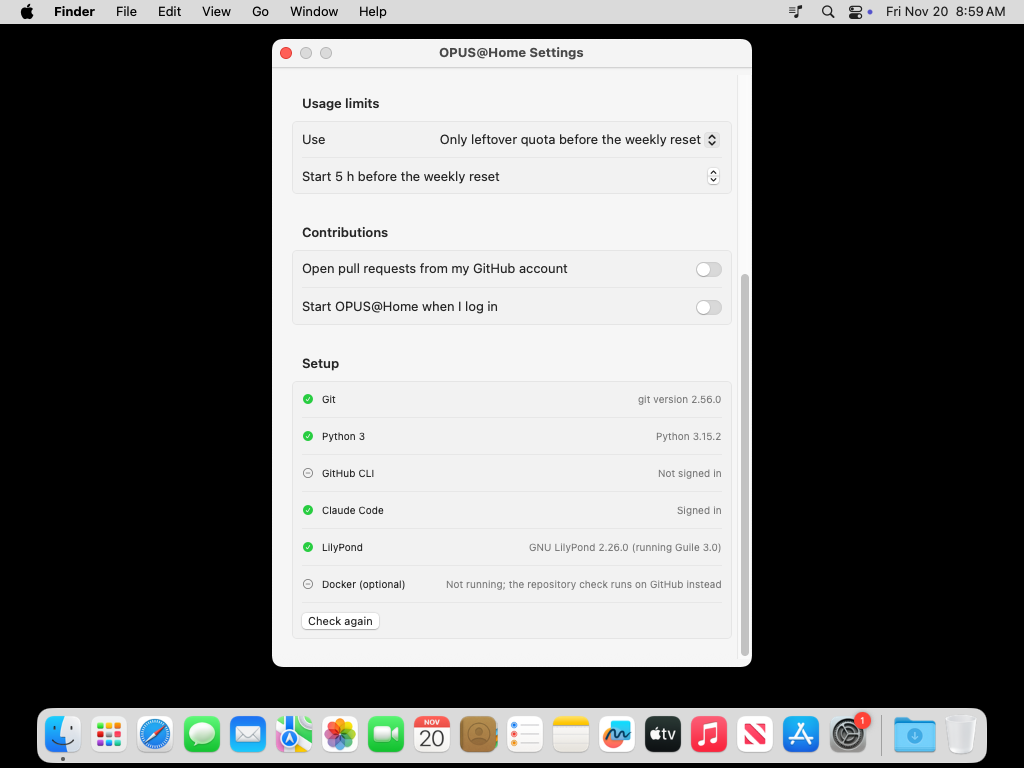 Finder File Edit View Go Window Help Fri Nov 20 8:59 AM
OPUS@Home Settings
Usage limits
Use Only leftover quota before the weekly reset
Start 5 h before the weekly reset
Contributions
Open pull requests from my GitHub account
Start OPUS@Home when I log in
Setup
Git git version 2.56.0
Python 3 Python 3.15.2
GitHub CLI Not signed in
Claude Code Signed in
LilyPond GNU LilyPond 2.26.0 (running Guile 3.0)
Docker (optional) Not running; the repository check runs on GitHub instead
Check again
NOV
20
tv
1